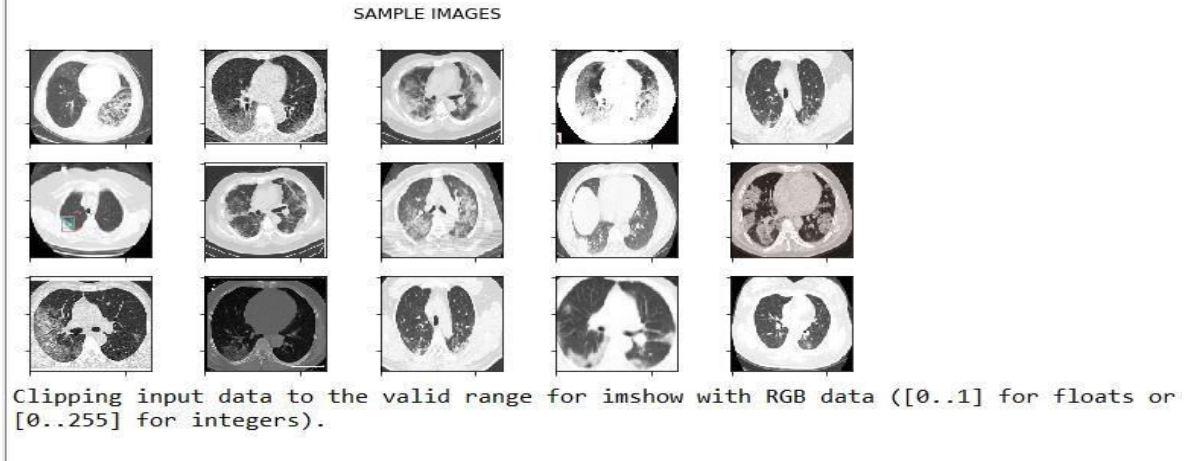 SAMPLE IMAGES
1
Clipping input data to the valid range for imshow with RGB data ([0..1] for floats or
[0..255] for integers).